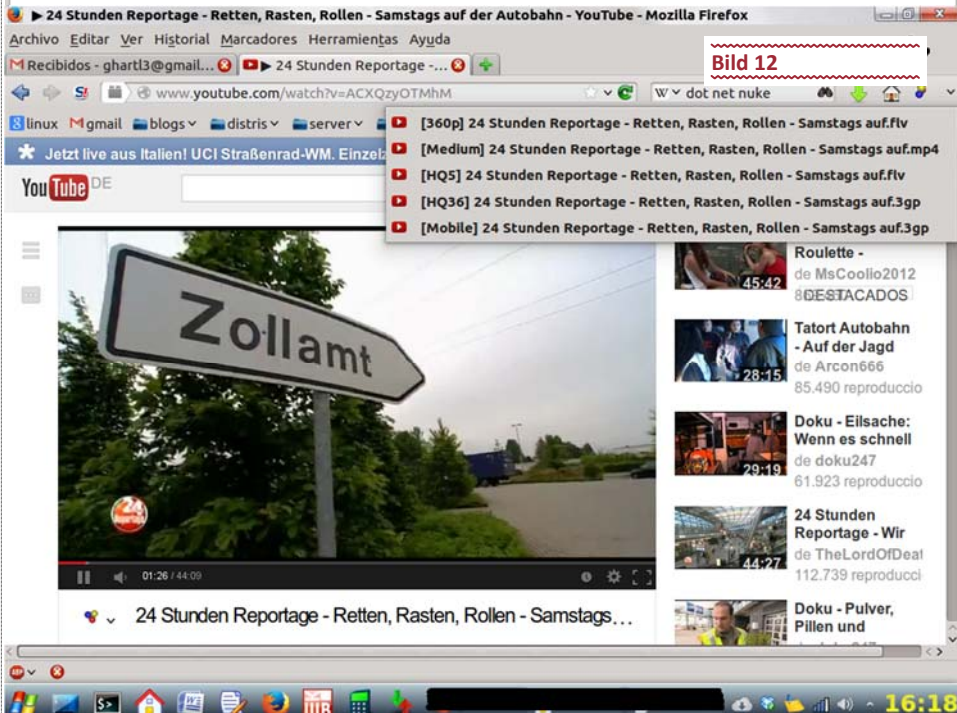 ▶ 24 Stunden Reportage - Retten, Rasten, Rollen - Samstags auf der Autobahn - YouTube - Mozilla Firefox
Archivo Editar Ver Historial Marcadores Herramientas Ayuda
Recibidos - ghartl3@gmail...
▶ 24 Stunden Reportage -...
Bild 12
www.youtube.com/watch?v=ACXQzyOTMhM
W dot net nuke
linux gmail blogs distris server
[360p] 24 Stunden Reportage - Retten, Rasten, Rollen - Samstags auf.flv
[Medium] 24 Stunden Reportage - Retten, Rasten, Rollen - Samstags auf.mp4
[HQ5] 24 Stunden Reportage - Retten, Rasten, Rollen - Samstags auf.flv
[HQ36] 24 Stunden Reportage - Retten, Rasten, Rollen - Samstags auf.3gp
[Mobile] 24 Stunden Reportage - Retten, Rasten, Rollen - Samstags auf.3gp
Jetzt live aus Italien! UCI Straßenrad-WM.
YouTube DE
Zollamt
24
01:26 / 44:09
24 Stunden Reportage - Retten, Rasten, Rollen - Samstags...
Roulette -
de MsCoolio2012
DESTACADOS
45:42
Tatort Autobahn
- Auf der Jagd
de Arcon666
85.490 reproduccio
28:15
Doku - Eilsache:
Wenn es schnell
de doku247
61.923 reproduccio
29:19
24 Stunden
Reportage - Wir
de TheLordOfDeat
112.739 reproducci
44:27
Doku - Pulver,
Pillen und
ABP
16:18